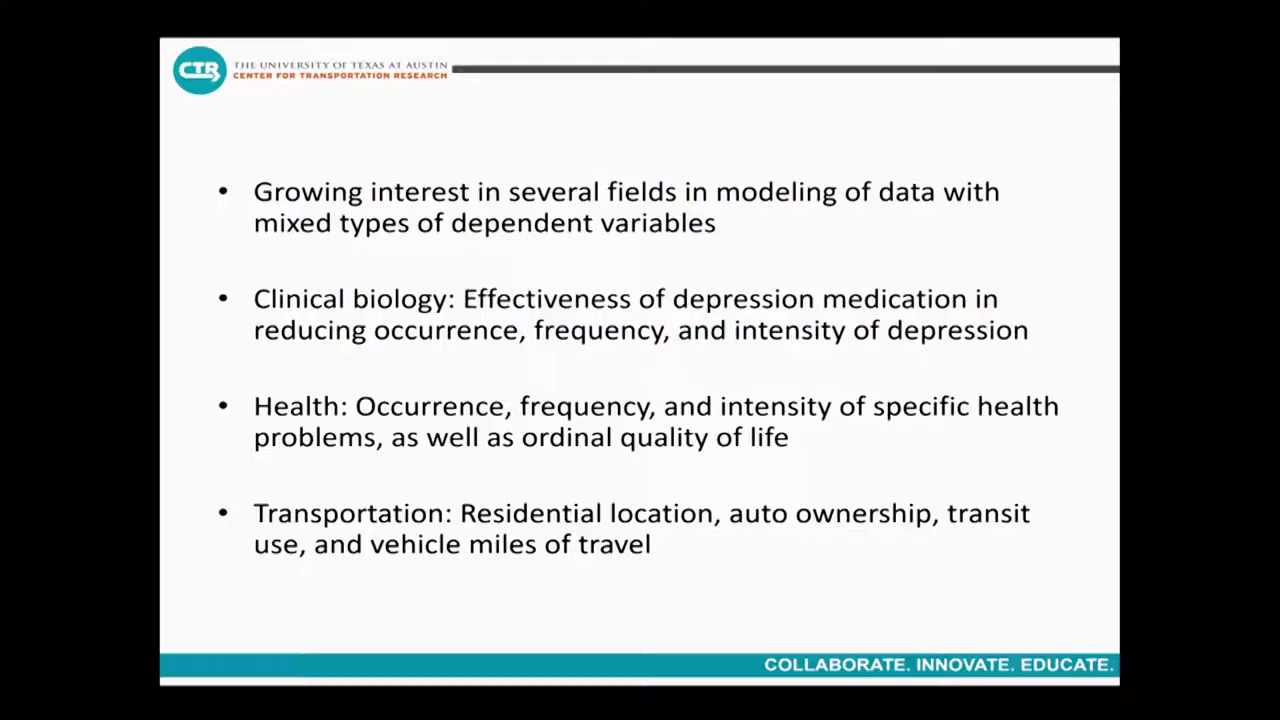 CTR
THE UNIVERSITY OF TEXAS AT AUSTIN
CENTER FOR TRANSPORTATION RESEARCH
• Growing interest in several fields in modeling of data with
mixed types of dependent variables
• Clinical biology: Effectiveness of depression medication in
reducing occurrence, frequency, and intensity of depression
• Health: Occurrence, frequency, and intensity of specific health
problems, as well as ordinal quality of life
• Transportation: Residential location, auto ownership, transit
use, and vehicle miles of travel
COLLABORATE. INNOVATE. EDUCATE.